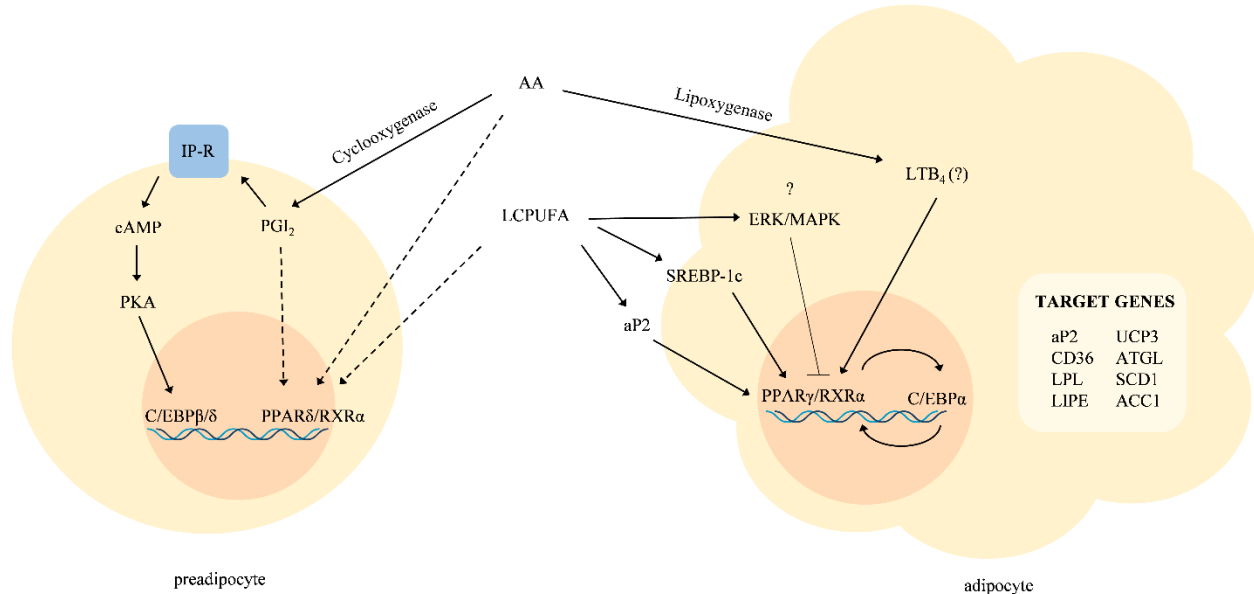 AA
Cyclooxygenase
Lipoxygenase
IP-R
cAMP
PGI₂
PKA
C/EBPβ/δ
PPARδ/RXRα
LCPUFA
?
ERK/MAPK
LTB₄ (?)
SREBP-1c
aP2
PPARγ/RXRα
C/EBPα
TARGET GENES
aP2 UCP3
CD36 ATGL
LPL SCD1
LIPE ACC1
preadipocyte
adipocyte